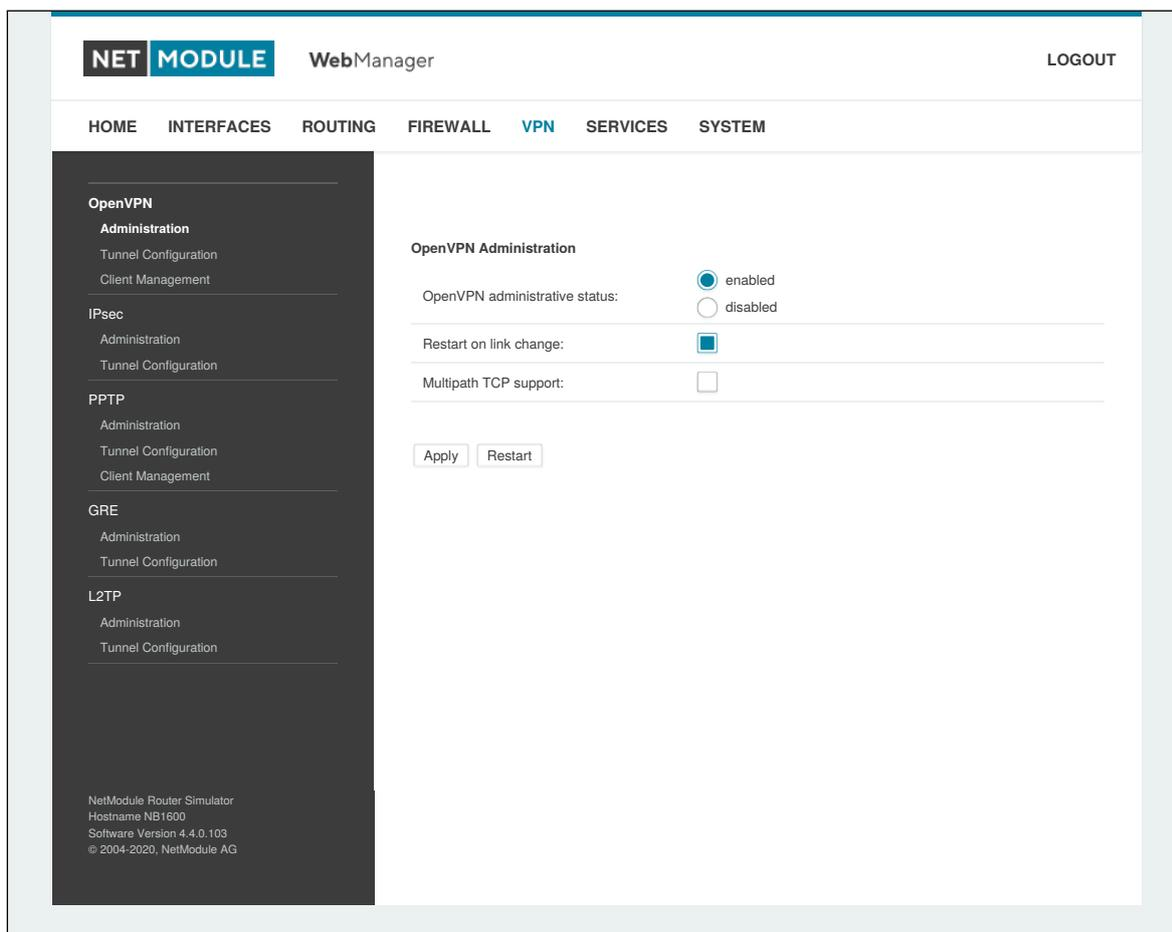 NET MODULE WebManager LOGOUT
HOME INTERFACES ROUTING FIREWALL VPN SERVICES SYSTEM
OpenVPN
Administration
Tunnel Configuration
Client Management
IPsec
Administration
Tunnel Configuration
PPTP
Administration
Tunnel Configuration
Client Management
GRE
Administration
Tunnel Configuration
L2TP
Administration
Tunnel Configuration
NetModule Router Simulator
Hostname NB1600
Software Version 4.4.0.103
© 2004-2020, NetModule AG
OpenVPN Administration
OpenVPN administrative status:
enabled
disabled
Restart on link change:
Multipath TCP support:
Apply Restart